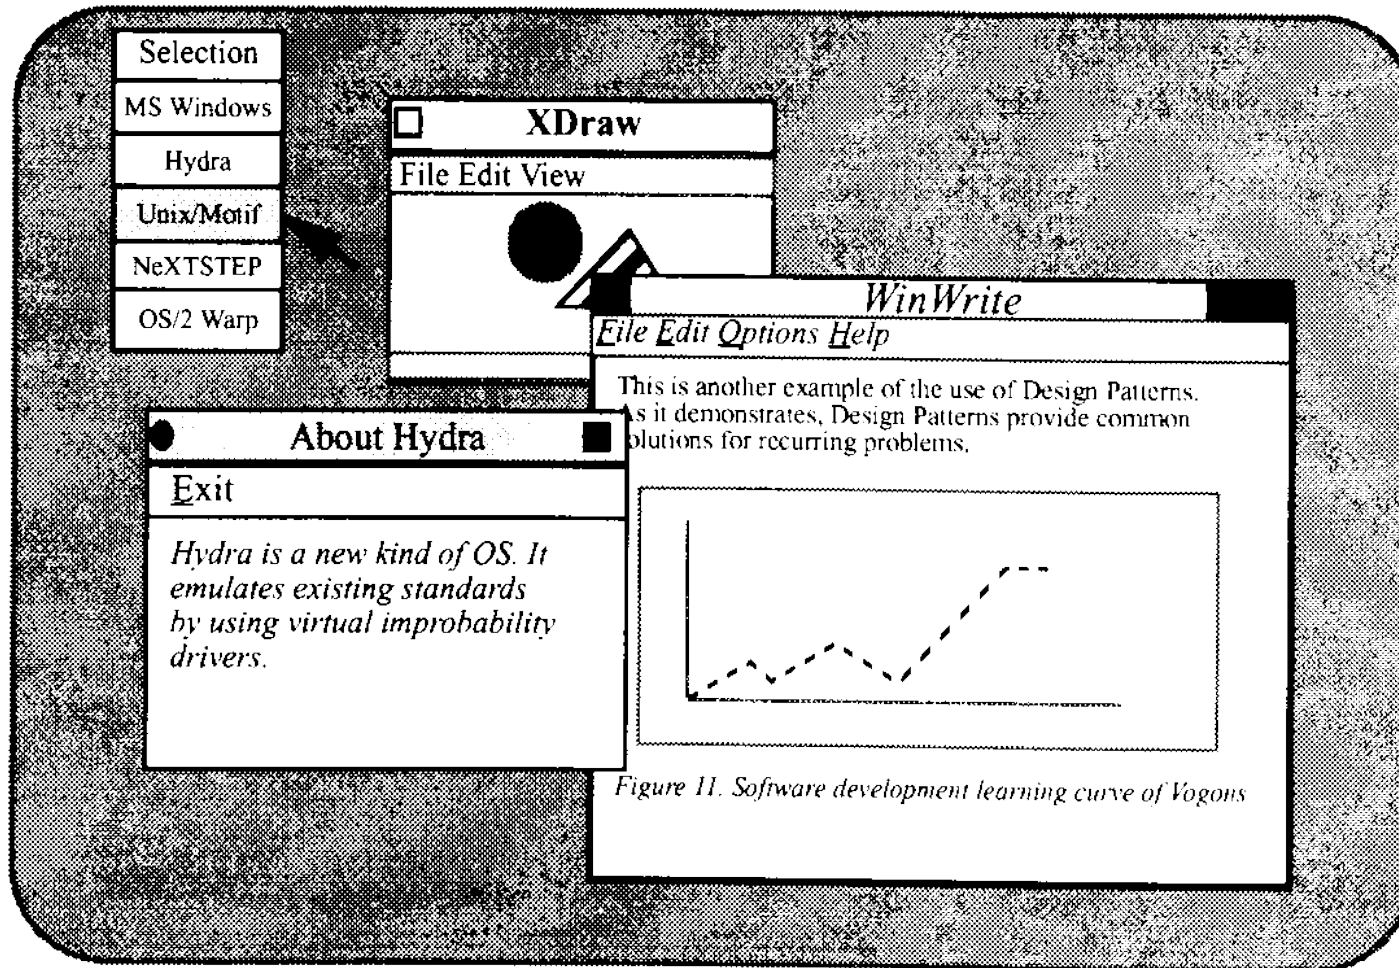 Selection
MS Windows
Hydra
Unix/Motif
NeXTSTEP
OS/2 Warp
XDraw
File Edit View
WinWrite
File Edit Options Help
This is another example of the use of Design Patterns.
As it demonstrates, Design Patterns provide common
olutions for recurring problems.
About Hydra
Exit
Hydra is a new kind of OS. It
emulates existing standards
by using virtual improbability
drivers.
Figure 11. Software development learning curve of Vogons